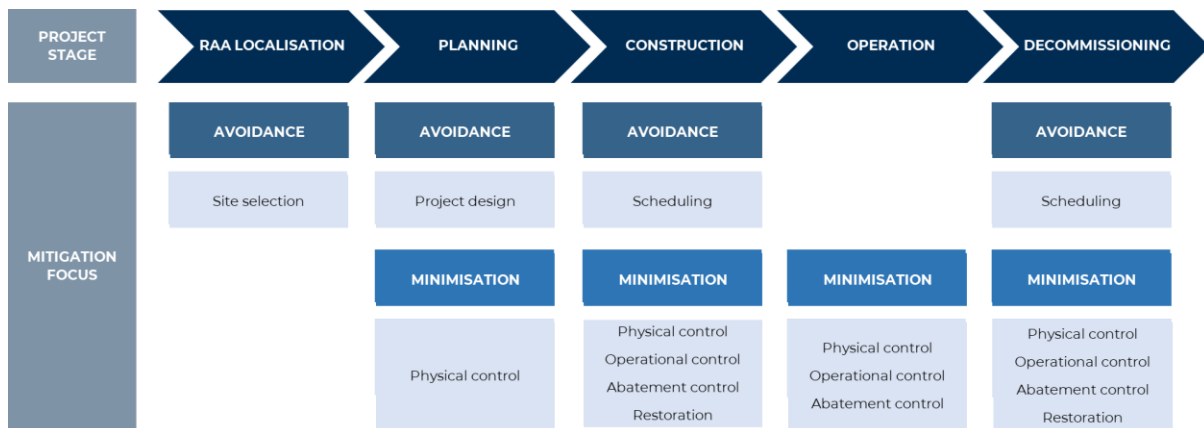 PROJECT
STAGE
RAA LOCALISATION
PLANNING
CONSTRUCTION
OPERATION
DECOMMISSIONING
MITIGATION
FOCUS
AVOIDANCE
AVOIDANCE
AVOIDANCE
AVOIDANCE
Site selection
Project design
Scheduling
Scheduling
MINIMISATION
MINIMISATION
MINIMISATION
MINIMISATION
Physical control
Physical control
Operational control
Abatement control
Restoration
Physical control
Operational control
Abatement control
Physical control
Operational control
Abatement control
Restoration